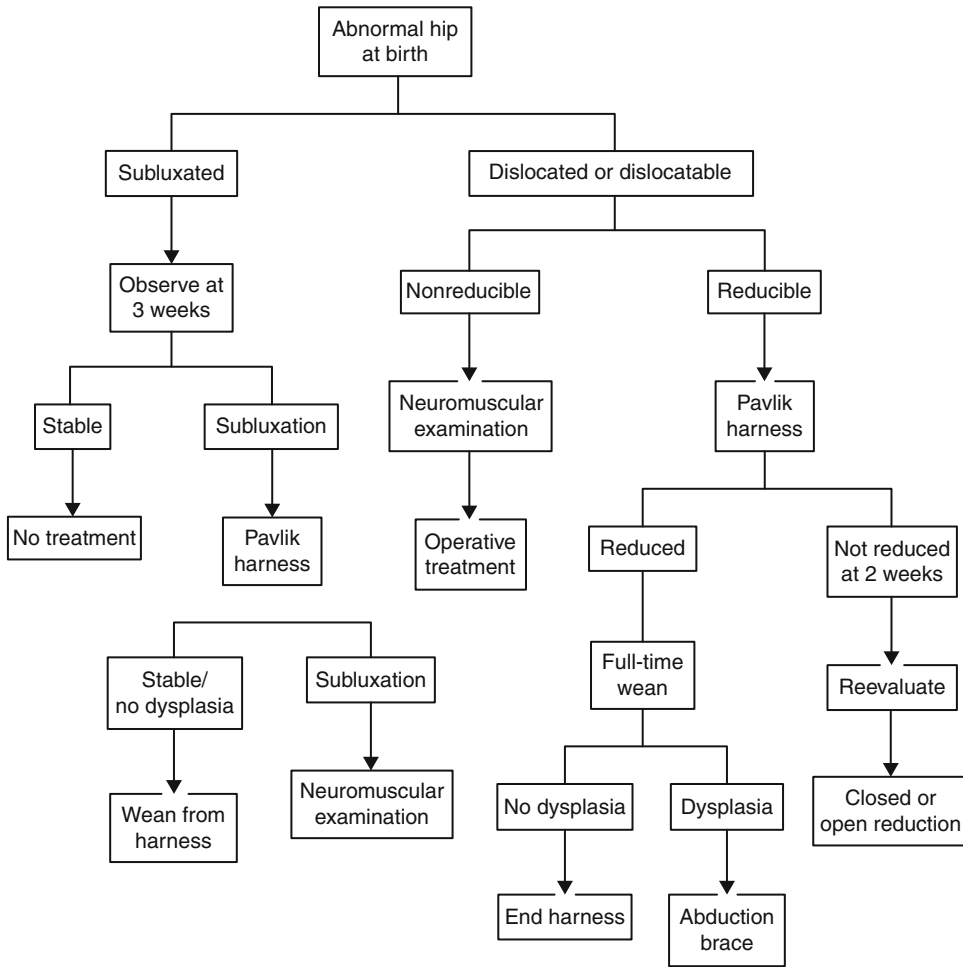 Abnormal hip
at birth
Subluxated
Dislocated or dislocatable
Observe at
3 weeks
Nonreducible
Reducible
Stable
Subluxation
Neuromuscular
examination
Pavlik
harness
No treatment
Pavlik
harness
Operative
treatment
Reduced
Not reduced
at 2 weeks
Stable/
no dysplasia
Subluxation
Full-time
wean
Reevaluate
Wean from
harness
Neuromuscular
examination
No dysplasia
Dysplasia
Closed or
open reduction
End harness
Abduction
brace